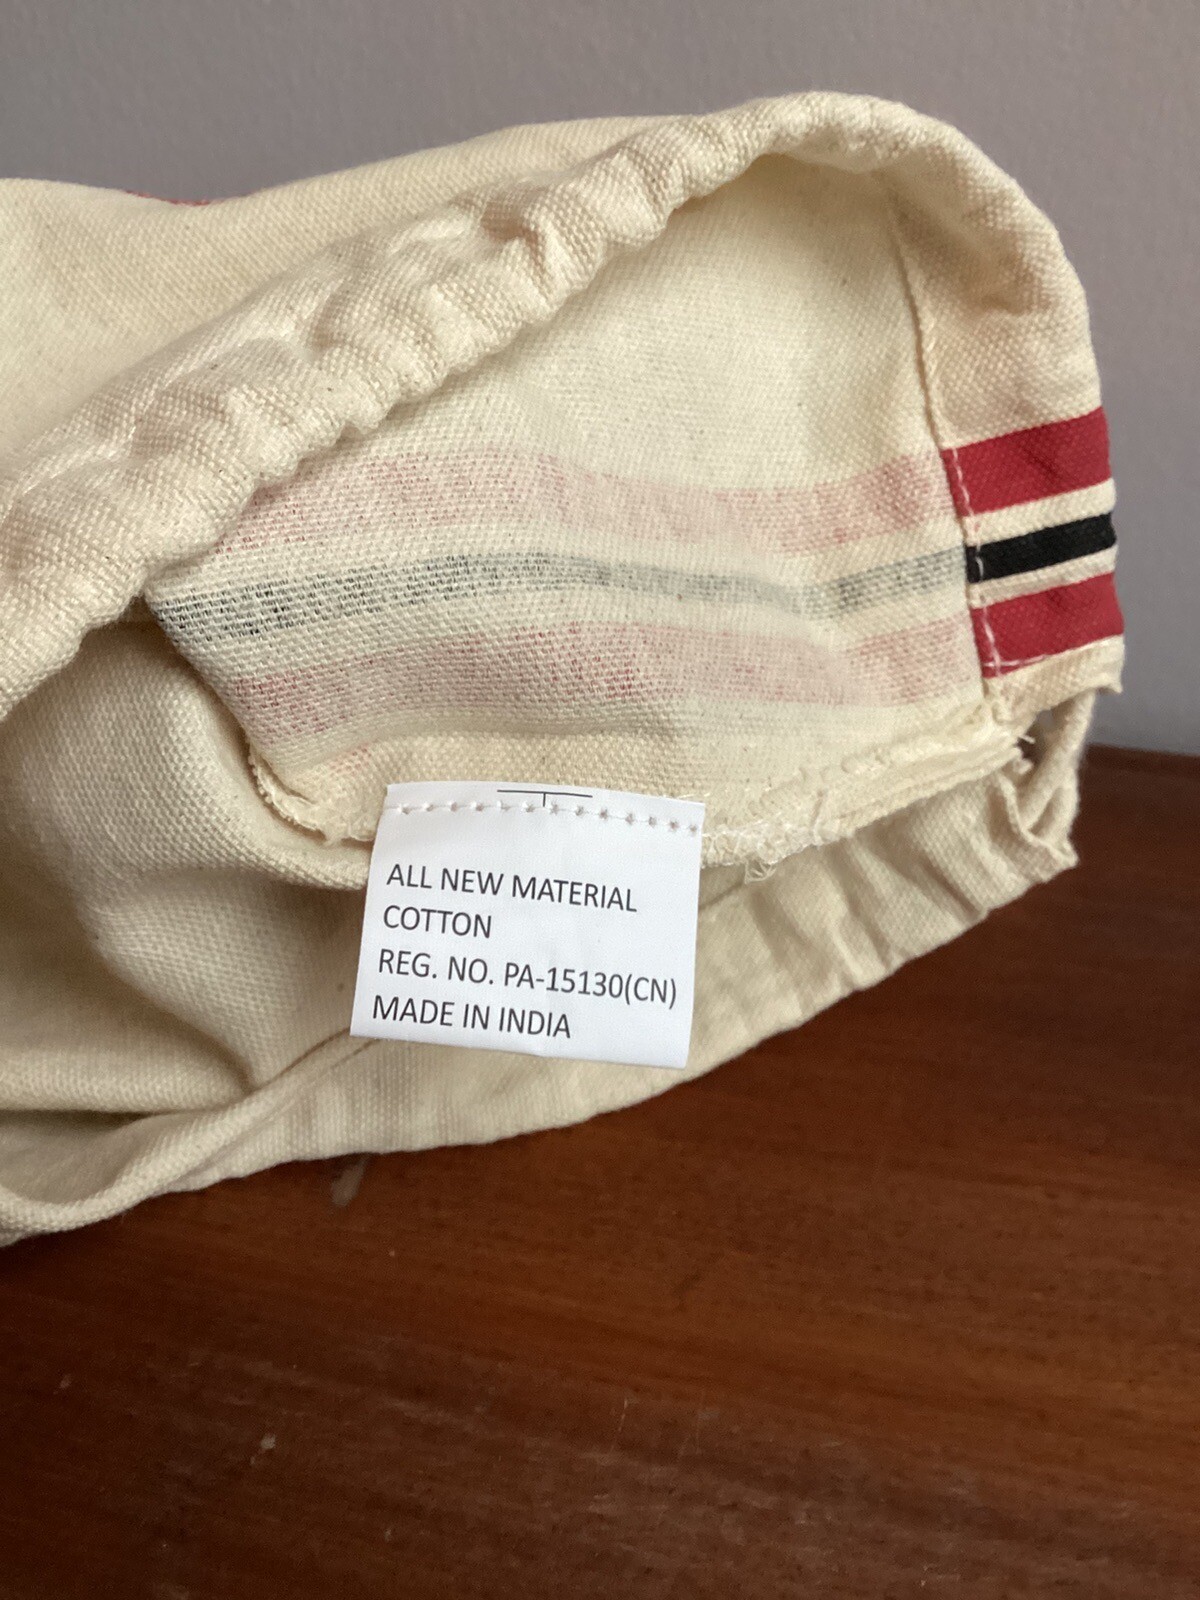 ALL NEW MATERIAL
COTTON
REG. NO. PA-15130(CN)
MADE IN INDIA